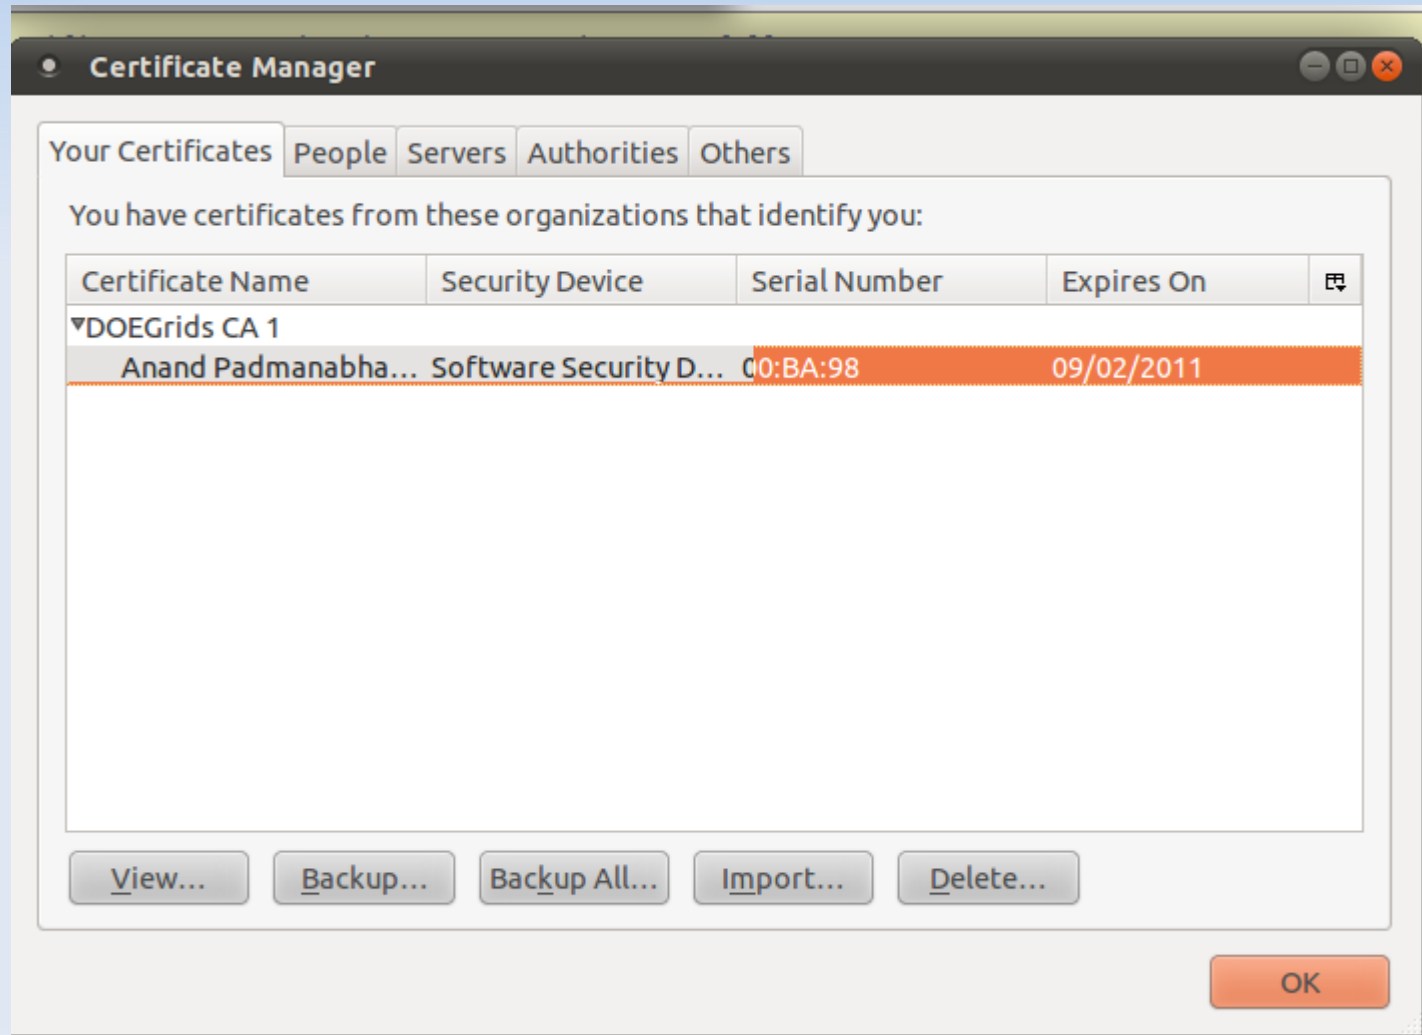 Certificate Manager
Your Certificates People Servers Authorities Others
You have certificates from these organizations that identify you:
Certificate Name Security Device Serial Number Expires On
DOEGrids CA 1
Anand Padmanabha... Software Security D... 00:BA:98 09/02/2011
View... Backup... Backup All... Import... Delete...
OK